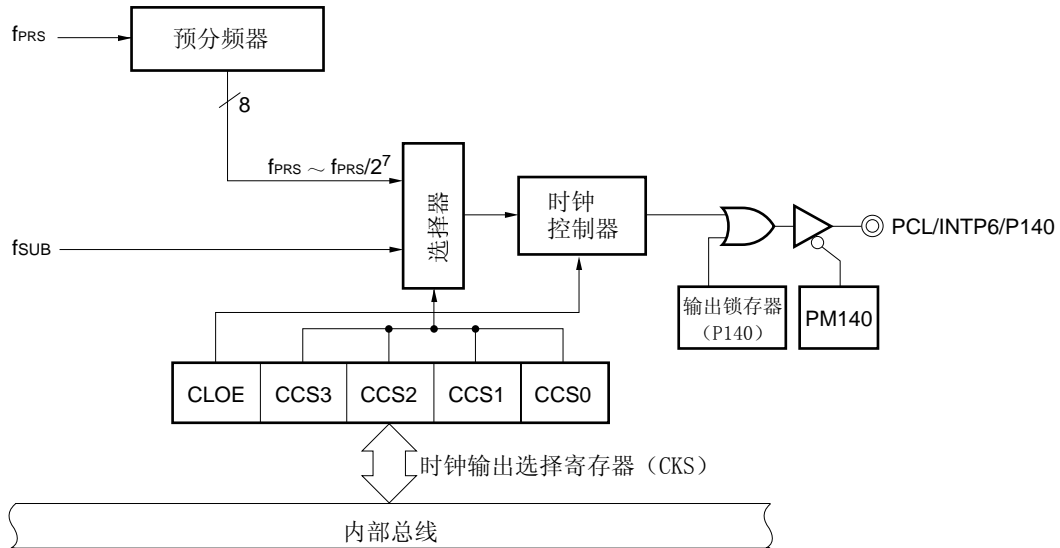 fPRS
预分频器
8
fPRS ～ fPRS/2⁷
选择器
时钟
控制器
fSUB
PCL/INTP6/P140
输出锁存器
（P140）
PM140
CLOE CCS3 CCS2 CCS1 CCS0
时钟输出选择寄存器（CKS）
内部总线